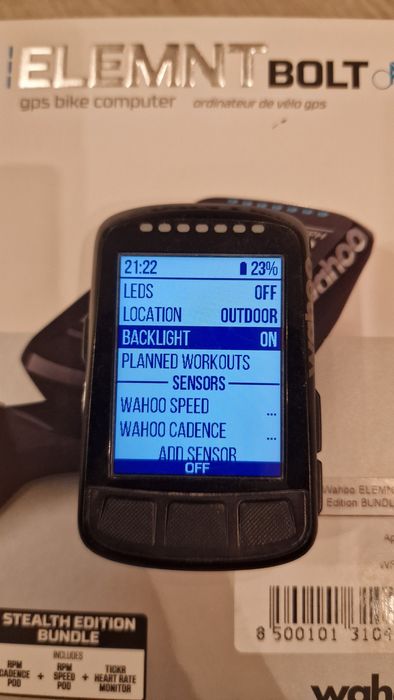 ELEMNT BOLT
gps bike computer ordinateur de vélo gps
wahoo
21:22 23%
LEDS OFF
LOCATION OUTDOOR
BACKLIGHT ON
PLANNED WORKOUTS
SENSORS
WAHOO SPEED ...
WAHOO CADENCE ...
ADD SENSOR
OFF
Wahoo ELEMN
Edition BUNDL
8 500101 3104
STEALTH EDITION
BUNDLE
INCLUDES
RPM CADENCE POD + RPM SPEED POD + TICKR HEART RATE MONITOR
wah